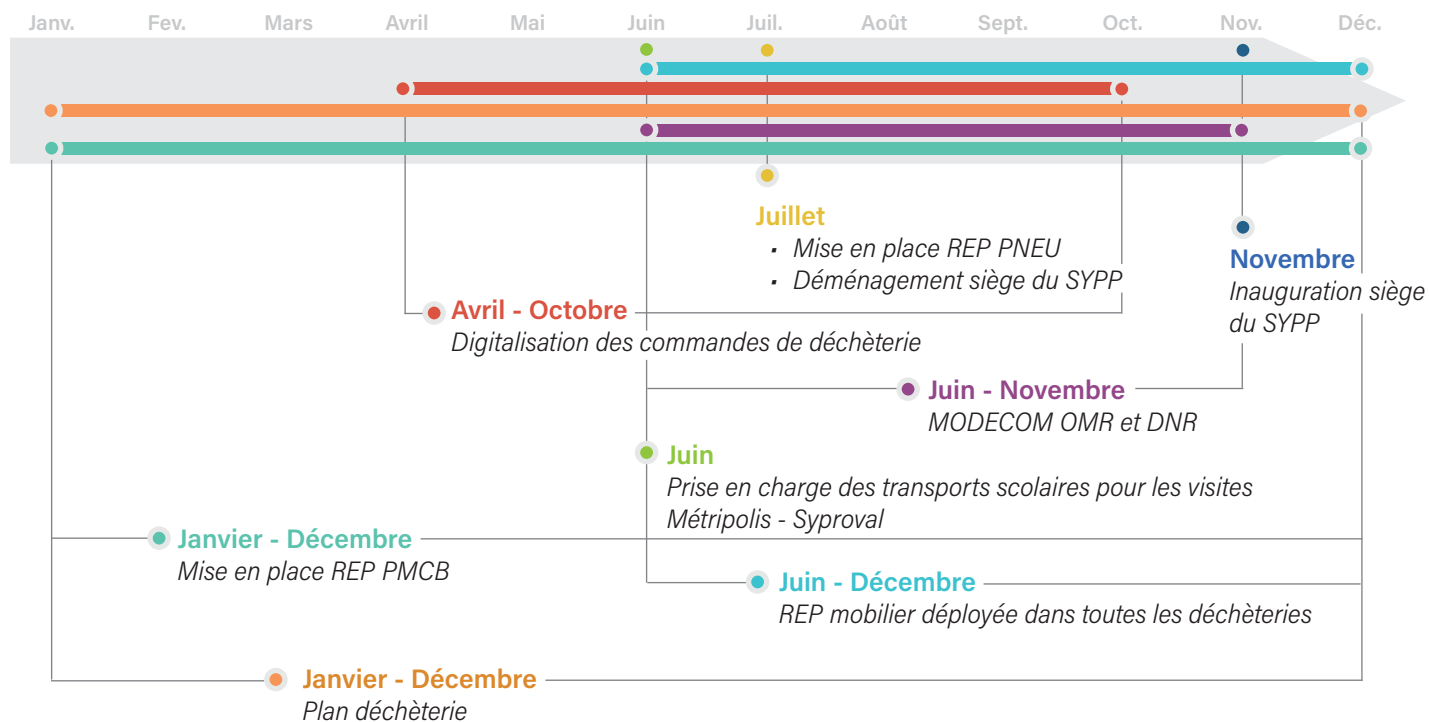 Janv. Fev. Mars Avril Mai Juin Juil. Août Sept. Oct. Nov. Déc.
Juillet
• Mise en place REP PNEU
• Déménagement siège du SYPP
Novembre
Inauguration siège
du SYPP
Avril - Octobre
Digitalisation des commandes de déchèterie
Juin - Novembre
MODECOM OMR et DNR
Juin
Prise en charge des transports scolaires pour les visites
Métripolis - Syproval
Janvier - Décembre
Mise en place REP PMCB
Juin - Décembre
REP mobilier déployée dans toutes les déchèteries
Janvier - Décembre
Plan déchèterie